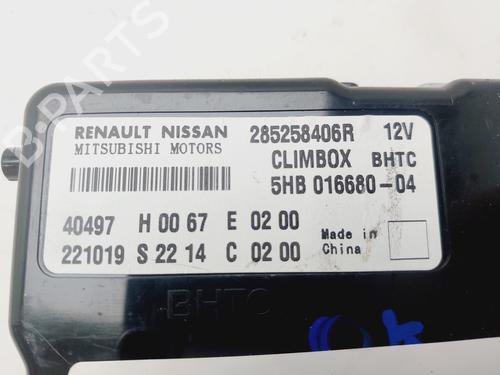 B-PARTS
RENAULT NISSAN 285258406R 12V
MITSUBISHI MOTORS CLIMBOX BHTC
5HB 016680-04
40497 H 00 67 E 02 00
221019 S 22 14 C 02 00
Made in
China
BHTC
OK